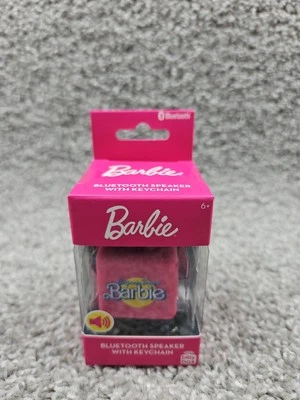 Bluetooth
Barbie
BLUETOOTH SPEAKER
WITH KEYCHAIN
Barbie
6+
Barbie
BLUETOOTH SPEAKER
WITH KEYCHAIN